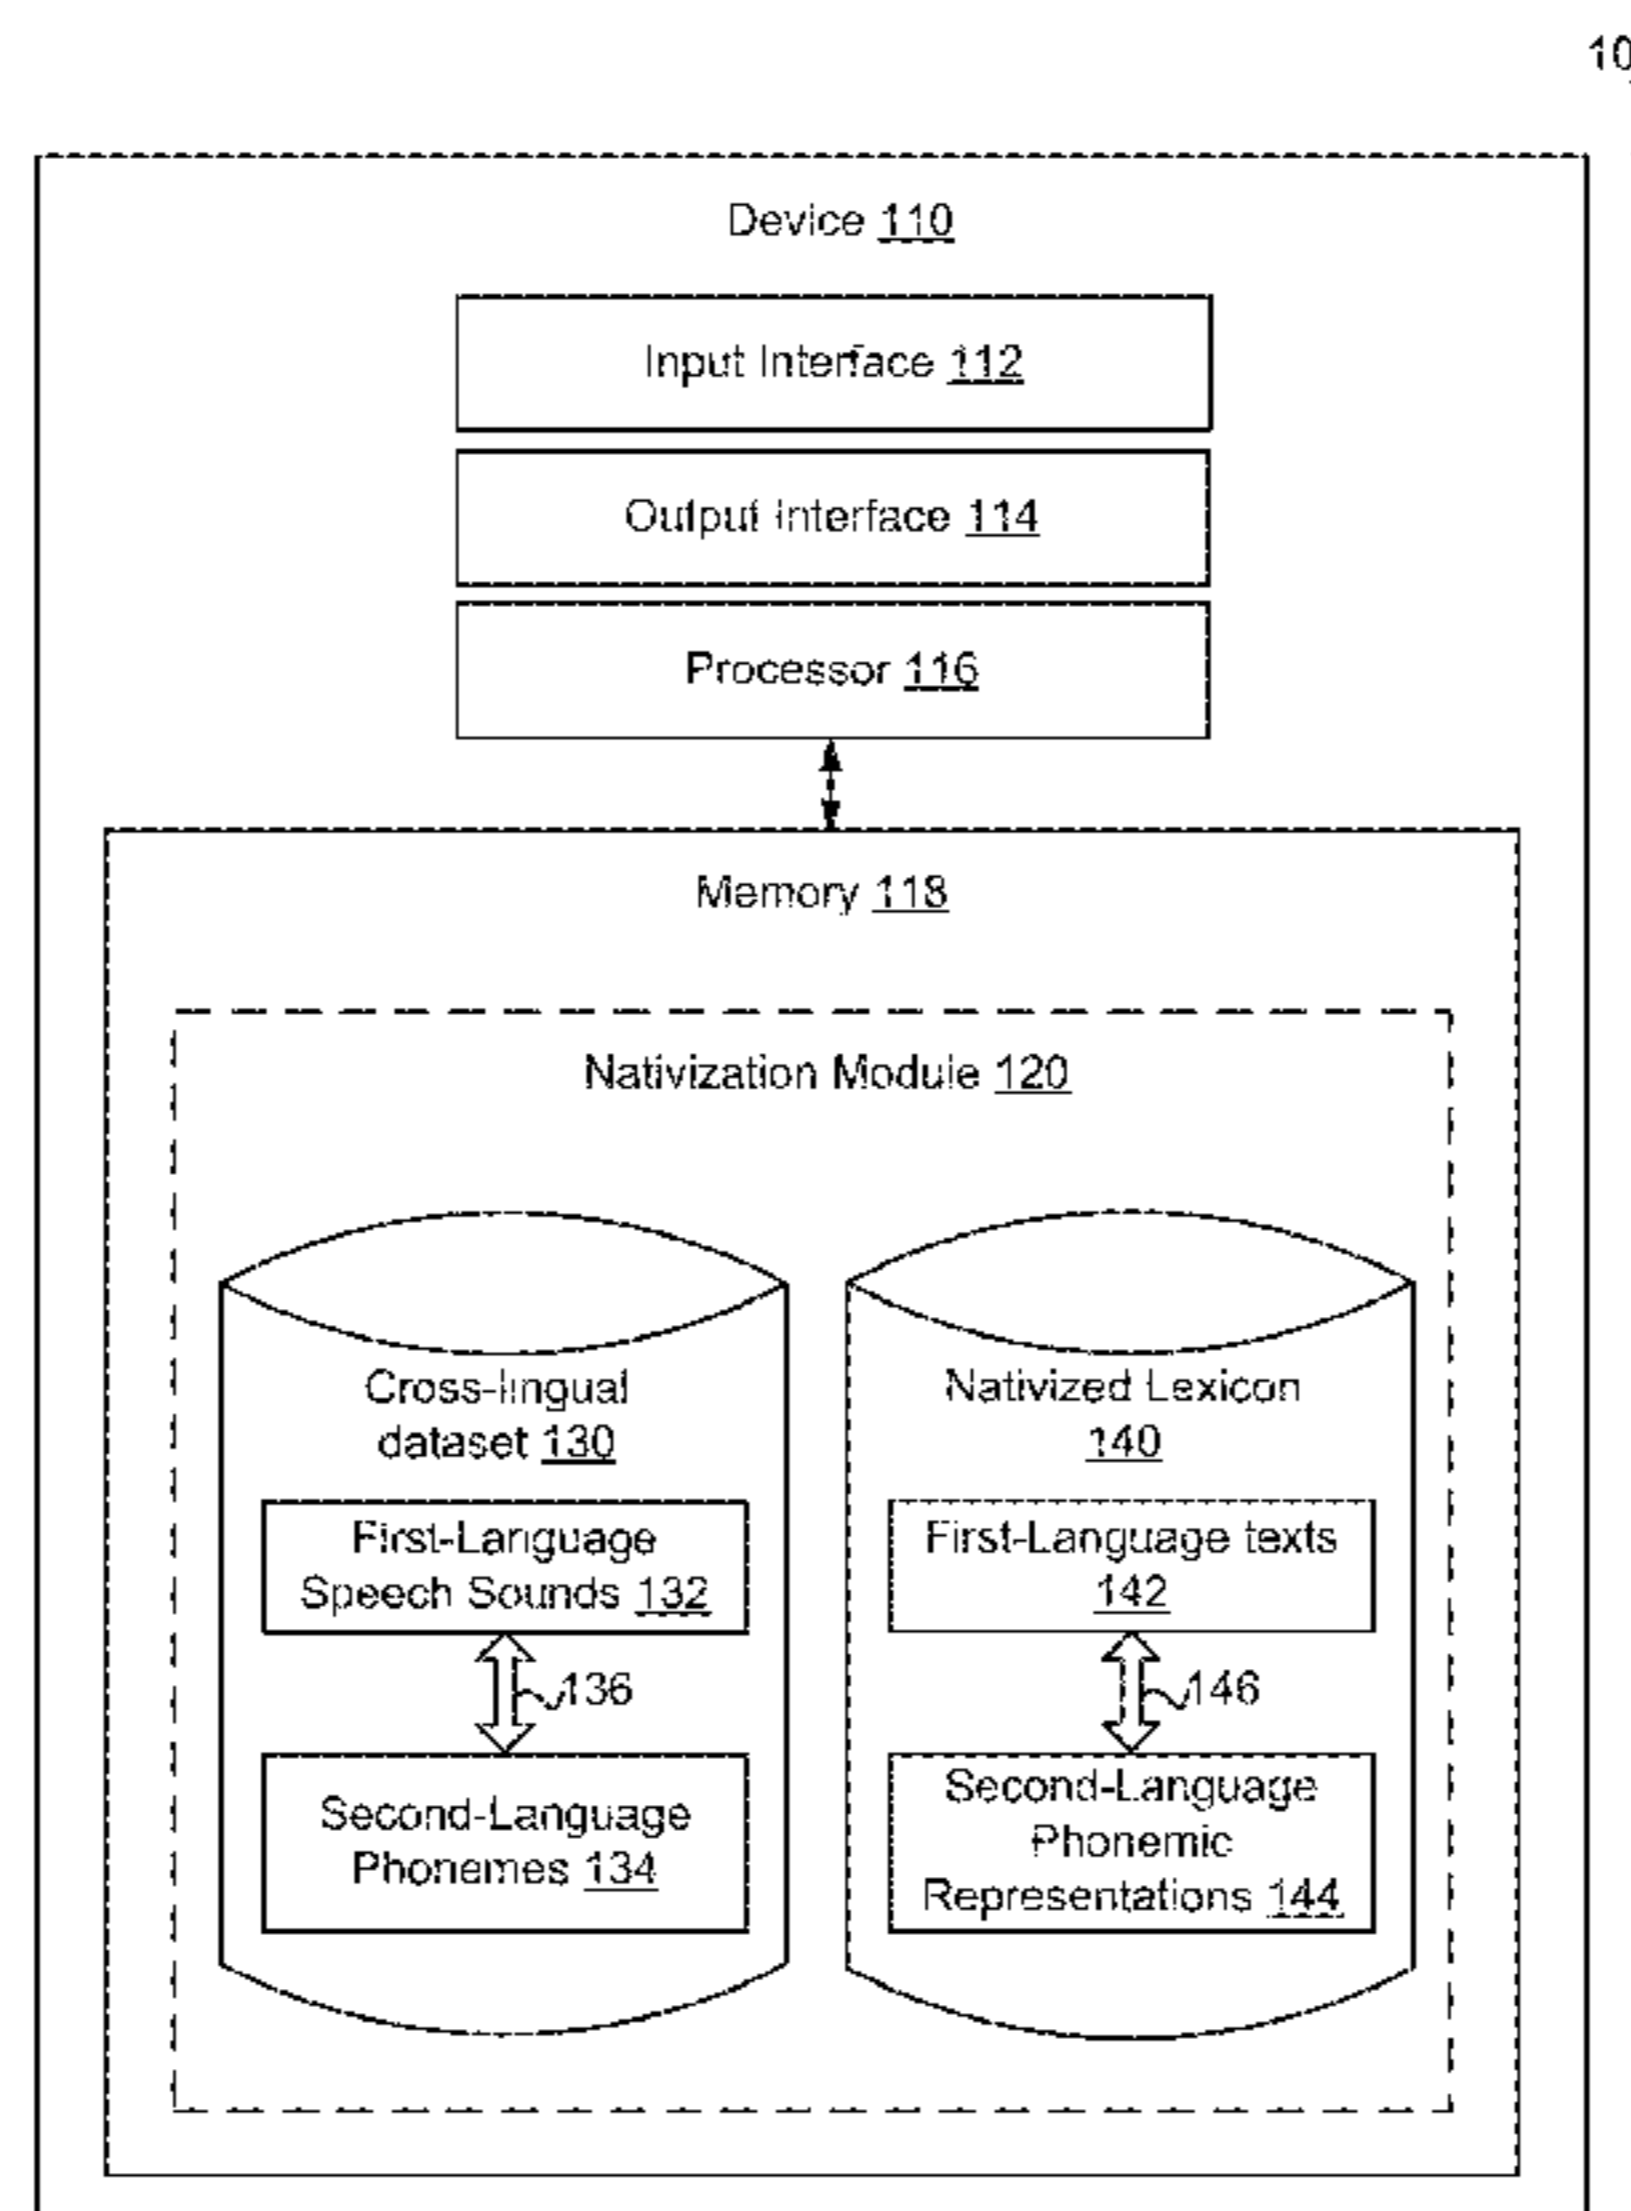 10
Device 110
Input Interface 112
Output Interface 114
Processor 116
Memory 118
Nativization Module 120
Cross-lingual
dataset 130
First-Language
Speech Sounds 132
136
Second-Language
Phonemes 134
Nativized Lexicon
140
First-Language texts
142
146
Second-Language
Phonemic
Representations 144